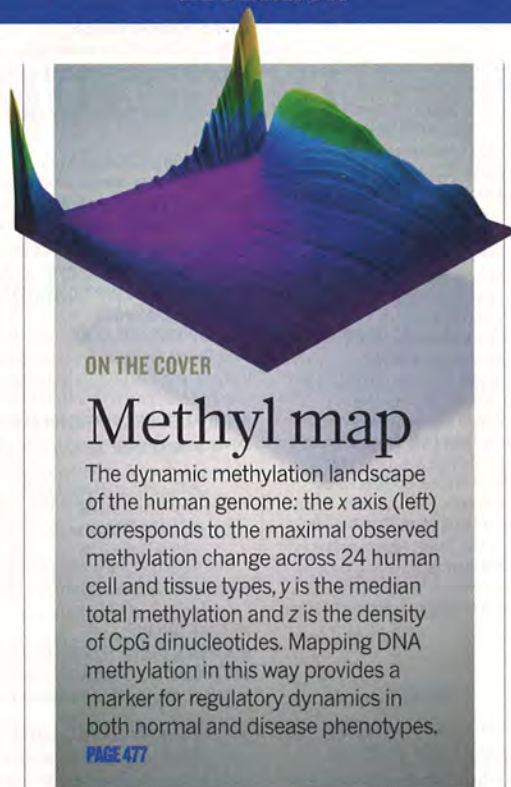 ON THE COVER
Methyl map
The dynamic methylation landscape
of the human genome: the x axis (left)
corresponds to the maximal observed
methylation change across 24 human
cell and tissue types, y is the median
total methylation and z is the density
of CpG dinucleotides. Mapping DNA
methylation in this way provides a
marker for regulatory dynamics in
both normal and disease phenotypes.
PAGE 477